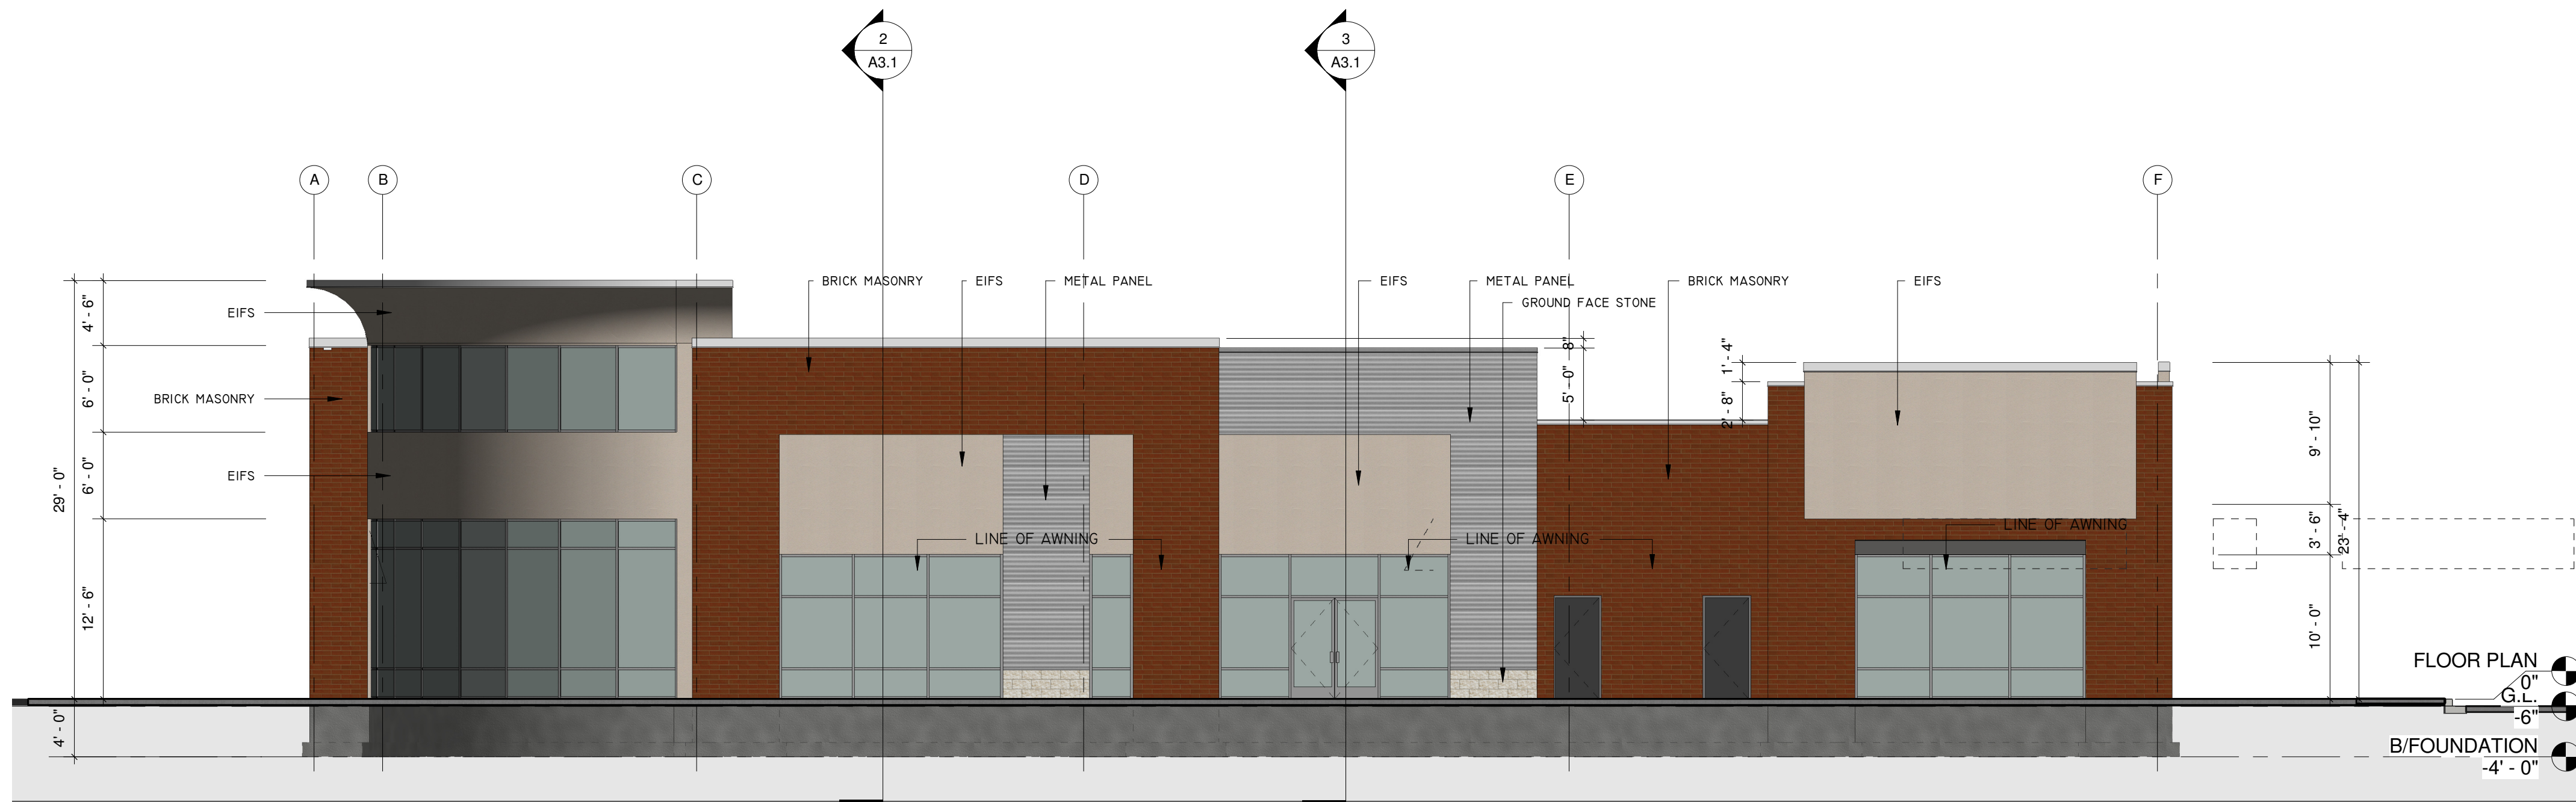 2
A3.1
3
A3.1
A
B
C
D
E
F
BRICK MASONRY
EIFS
METAL PANEL
EIFS
METAL PANEL
GROUND FACE STONE
BRICK MASONRY
EIFS
EIFS
BRICK MASONRY
EIFS
4' - 6"
6' - 0"
6' - 0"
12' - 6"
29' - 0"
4' - 0"
8"
5' - 0"
1' - 4"
2' - 8"
9' - 10"
3' - 6"
23' - 4"
10' - 0"
LINE OF AWNING
LINE OF AWNING
LINE OF AWNING
FLOOR PLAN
0"
G.L.
-6"
B/FOUNDATION
-4' - 0"